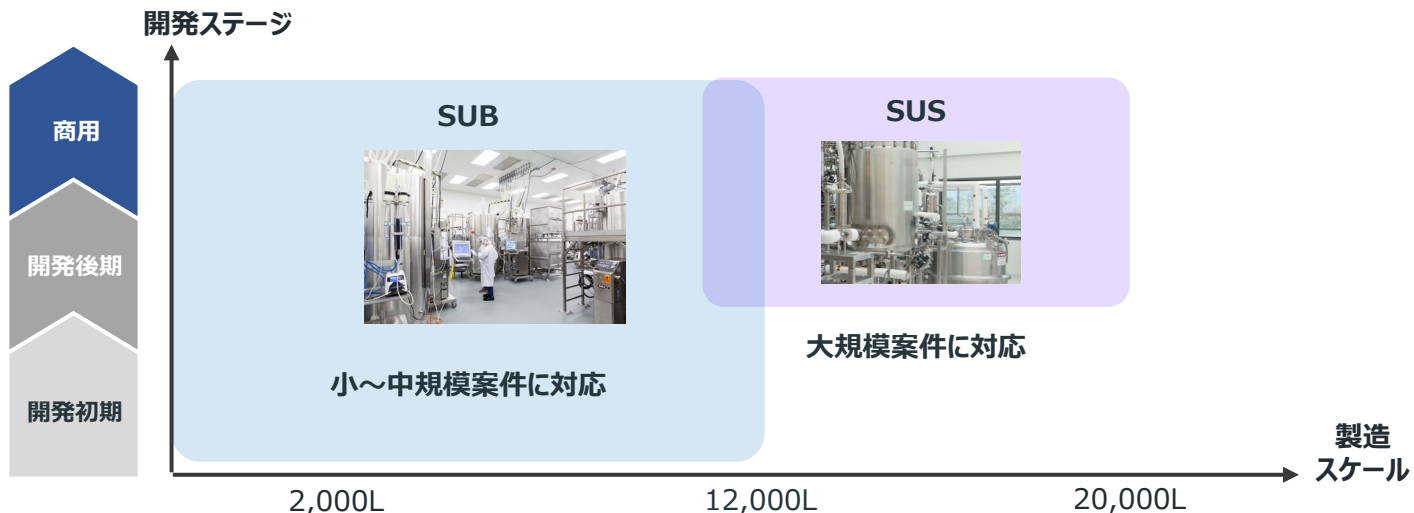 開発ステージ
商用
開発後期
開発初期
SUB
SUS
小～中規模案件に対応
大規模案件に対応
製造
スケール
2,000L
12,000L
20,000L